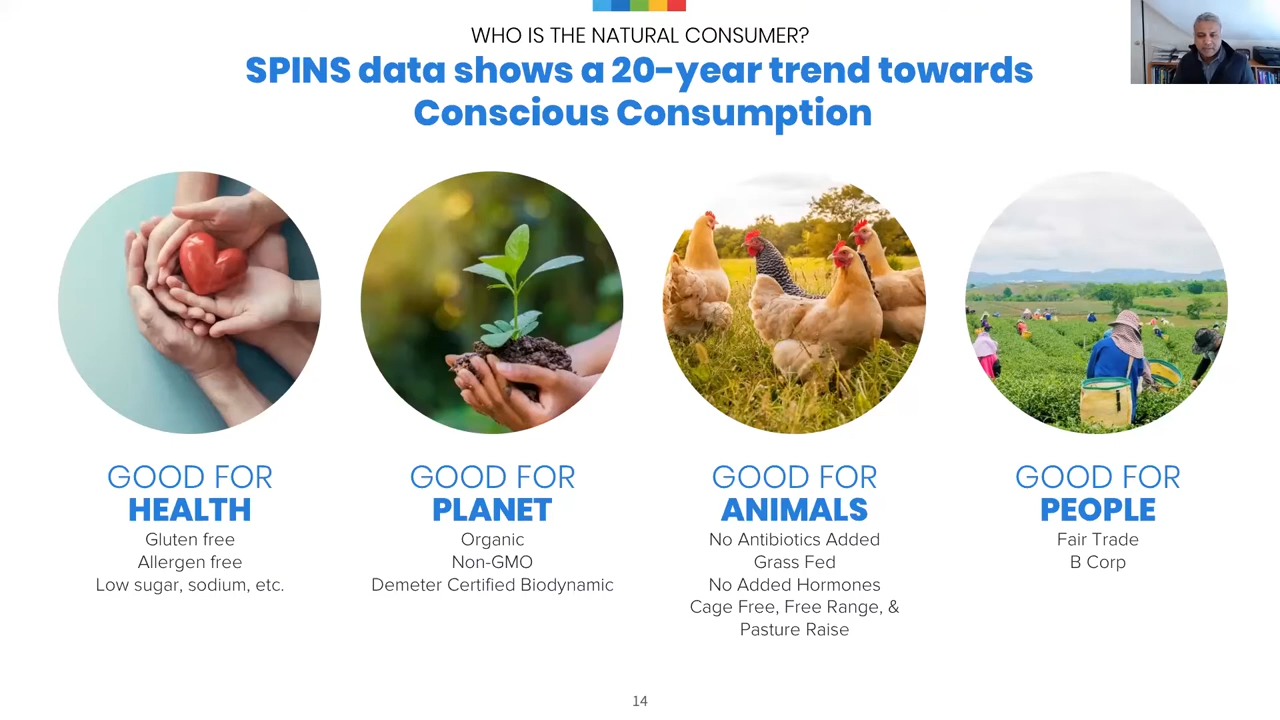 WHO IS THE NATURAL CONSUMER?
SPINS data shows a 20-year trend towards
Conscious Consumption
GOOD FOR
HEALTH
Gluten free
Allergen free
Low sugar, sodium, etc.
GOOD FOR
PLANET
Organic
Non-GMO
Demeter Certified Biodynamic
GOOD FOR
ANIMALS
No Antibiotics Added
Grass Fed
No Added Hormones
Cage Free, Free Range, &
Pasture Raise
GOOD FOR
PEOPLE
Fair Trade
B Corp
14